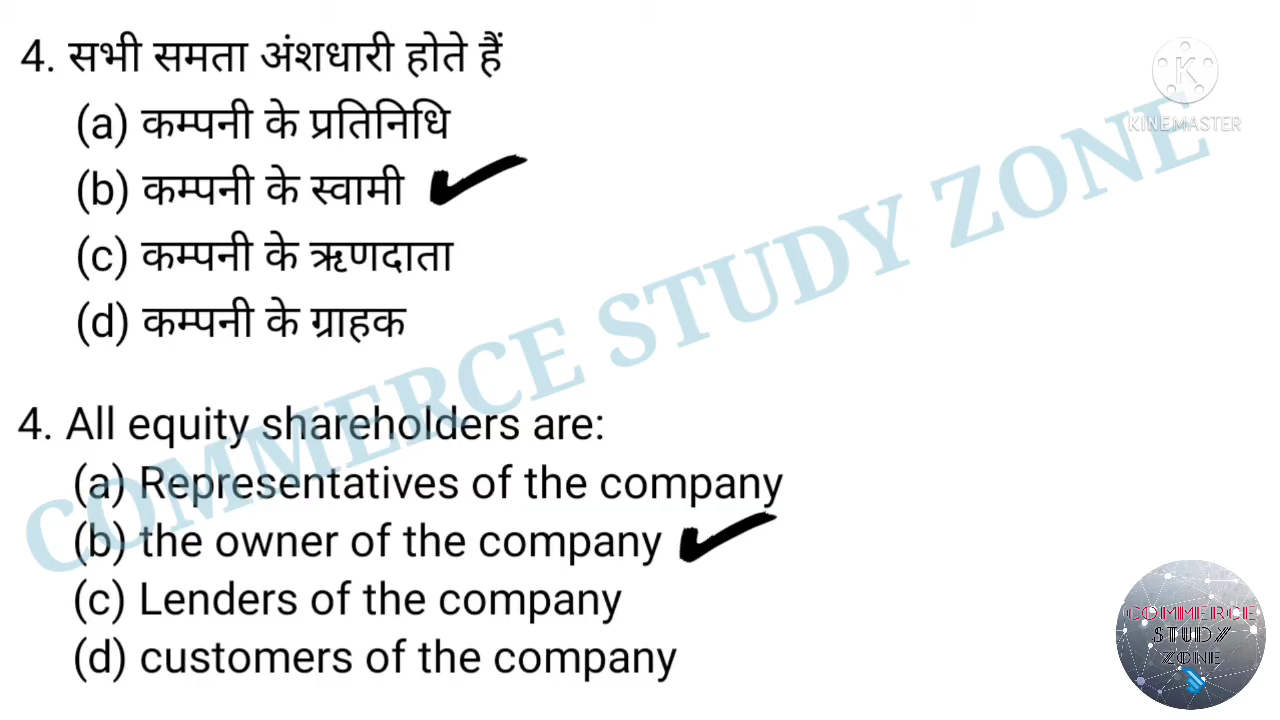 4. सभी समता अंशधारी होते हैं
(a) कम्पनी के प्रतिनिधि
(b) कम्पनी के स्वामी
(c) कम्पनी के ऋणदाता
(d) कम्पनी के ग्राहक
4. All equity shareholders are:
(a) Representatives of the company
(b) the owner of the company
(c) Lenders of the company
(d) customers of the company
COMMERCE STUDY ZONE
K
KINEMASTER
COMMERCE
STUDY
ZONE